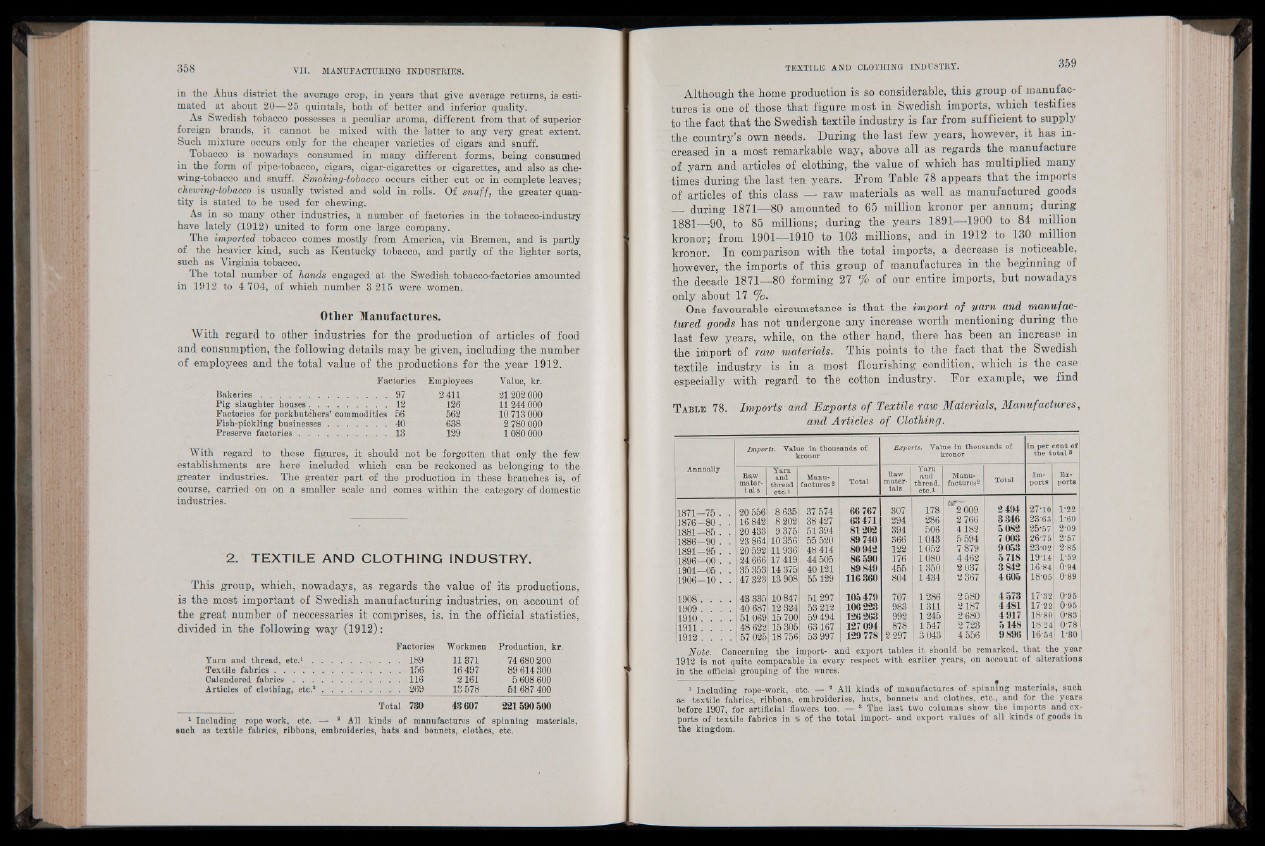 358 VII. MANUFACTURING INDUSTRIES.
in the Åhus district the average crop, in years that give average returns, is esti-
mated at about 20—25 quintals, both of better and inferior quality.
As Swedish tobacco possesses a peculiar aroma, different from that of superior
foreign brands, it cannot be mixed with the latter to any very great extent.
Such mixture occurs only for the cheaper varieties of cigars and snuff.
Tobacco is nowadays consumed in many different forms, being consumed
in the form of pipe-tobacco, cigars, cigar-cigarettes or cigarettes, and also as che-
wing-tobacco and snuff. Smoking-tobacco occurs either cut or in complete leaves;
chewing-tobacco is usually twisted and sold in rolls. Of snuff, the greater quan-
tity is stated to be used for chewing.
As in so many other industries, a number of factories in the tobacco-industry
have lately (1912) united to form one large company.
The imported tobacco comes mostly from America, via Bremen, and is partly
of the heavier kind, such as Kentucky tobacco, and partly of the lighter sorts,
such as Virginia tobacco.
The total number of hands engaged at the Swedish tobacco-factories amounted
in 1912 to 4 704, of which number 3 215 were women.
Other Manufactures.
With regard to other industries for the production of articles of food
and consumption, the following details may be given, including the number
of employees and the total value of the productions for the year 1912.
Factories Employees Value, kr.
Bakeries . . . . . . . . . . . . . . 97 2 411 21 202 000
Pig slaughter houses . . . . . . . . . 12 126 11 244 000
Factories for porkbutchers' commodities 56 562 10 713 000
Fish-pickling businesses . . . . . . . 40 638 2 780 000
Preserve factories . . . . . . . . . . 13 129 1 080 000
With regard to these figures, it should not be forgotten that only the few
establishments are here included which can be reckoned as belonging to the
greater industries. The greater part of the production in these branches is, of
course, carried on on a smaller scale and comes within the category of domestic
industries.
2. TEXTILE AND CLOTHING INDUSTRY.
This group, which, nowadays, as regards the value of its productions,
is the most important of Swedish manufacturing industries, on account of
the great number of neccessaries it comprises, is, in the official statistics,
divided in the following way (1912):
Factories Workmen Production, kr.
Yarn and thread, etc.¹ . . . . . . . . . . 189 11 371 74 680 200
Textile fabrics . . . . . . . . . . . . . . 156 16 497 89 614 300
Calendered fabrics . . . . . . . . . . . . 116 2 161 5 608 600
Articles of clothing, etc.² . . . . . . . . . 269 13 578 51 687 400
Total 730 43 607 221 590 500
¹ Including rope work, etc. — ² All kinds of manufactures of spinning materials,
such as textile fabrics, ribbons, embroideries, hats and bonnets, clothes, etc.
TEXTILE AND CLOTHING INDUSTRY. 359
Although the home production is so considerable, this group of manufac-
tures is one of those that figure most in Swedish imports, which testifies
to the fact that the Swedish textile industry is far from sufficient to supply
the country's own needs. During the last few years, however, it has in-
creased in a most remarkable way, above all as regards the manufacture
of yarn and articles of clothing, the value of which has multiplied many
times during the last ten years. From Table 78 appears that the imports
of articles of this class — raw materials as well as manufactured goods
— during 1871—80 amounted to 65 million kronor per annum; during
1881—90, to 85 millions; during the years 1891—1900 to 84 million
kronor; from 1901—1910 to 103 millions, and in 1912 to 130 million
kronor. In comparison with the total imports, a decrease is noticeable,
however, the imports of this group of manufactures in the beginning of
the decade 1871—80 forming 27 % of our entire imports, but nowadays
only about 17 %.
One favourable circumstance is that the import of yarn and manufac-
tured goods has not undergone any increase worth mentioning during the
last few years, while, on the other hand, there has been an increase in
the import of raw materials. This points to the fact that the Swedish
textile industry is in a most flourishing condition, which is the case
especially with regard to the cotton industry. For example, we find
TABLE 78. Imports and Exports of Textile raw Materials, Manufactures,
and Articles of Clothing.
Annually Imports. Value in thousands of kronor Exports. Value in thousands of kronor In per cent of the total ³
Raw mater-ials Yarn and thread etc.¹ Manu-factures ² Total Raw mater-ials Yarn and thread, etc.¹ Manu-factures² Total Im-ports Ex-ports
1871—75 . . 20 556 8 635 37 574 66 767 307 178 2 009 2 494 27·10 1·22
1876—80 . . 16 842 8 202 38 427 63 471 294 286 2 766 3 346 23·63 1·60
1881—85 . . 20 433 9 375 51 394 81 202 394 506 4 182 5 082 25·57 2·09
1886—90 . . 23 864 10 356 55 520 89 740 366 1 043 5 594 7 003 26·75 2·57
1891—95 . . 20 592 11 936 48 414 80 942 122 1 052 7 879 9 053 23·02 2·85
1896—00 . . 24 666 17 419 44 505 86 590 176 1 080 4 462 5 718 19·14 1·59
1901—05 . . 35 353 14 375 40 121 89 849 455 1 350 2 037 3 842 16·84 0·94
1906—10 . . 47 323 13 908 55 129 116 360 804 1 434 2 367 4 605 18·05 0·89
1908 . . . . 43 335 10 847 51 297 105 479 707 1 286 2 580 4 573 17·32 0·95
1909 . . . . 40 687 12 324 53 212 106 223 983 1 311 2 187 4 481 17·22 0·95
1910 . . . . 51 069 15 700 59 494 126 263 992 1 245 2 680 4 917 18·80 0·83
1911 . . . . 48 622 15 305 63 167 127 094 878 1 547 2 723 5 148 18·24 0·78
1912 . . . . 57 025 18 756 53 997 129 778 2 297 3 043 4 556 9 896 16·54 1·30
Note. Concerning the import- and export tables it should be remarked, that the year
1912 is not quite comparable in every respect with earlier years, on account of alterations
in the official grouping of the wares.
¹ Including rope-work, etc. — ² All kinds of manufactures of spinning materials, such
as textile fabrics, ribbons, embroideries, hats, bonnets and clothes, etc., and for the years
before 1907, for artificial flowers too. — ³ The last two columns show the imports and ex-
ports of textile fabrics in % of the total import- and export values of all kinds of goods in
the kingdom.